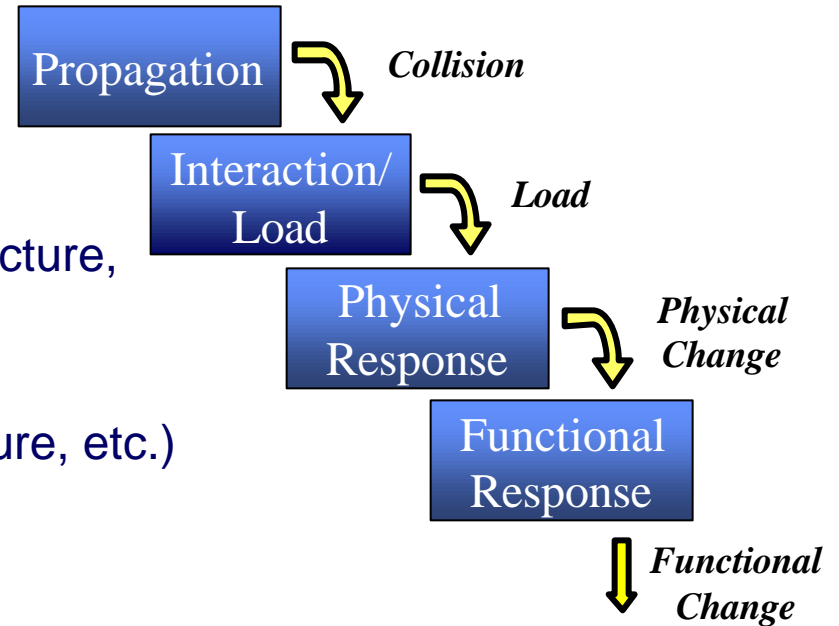 Propagation
Collision
Interaction/
Load
Load
cture,
Physical
Response
Physical
Change
ure, etc.)
Functional
Response
Functional
Change